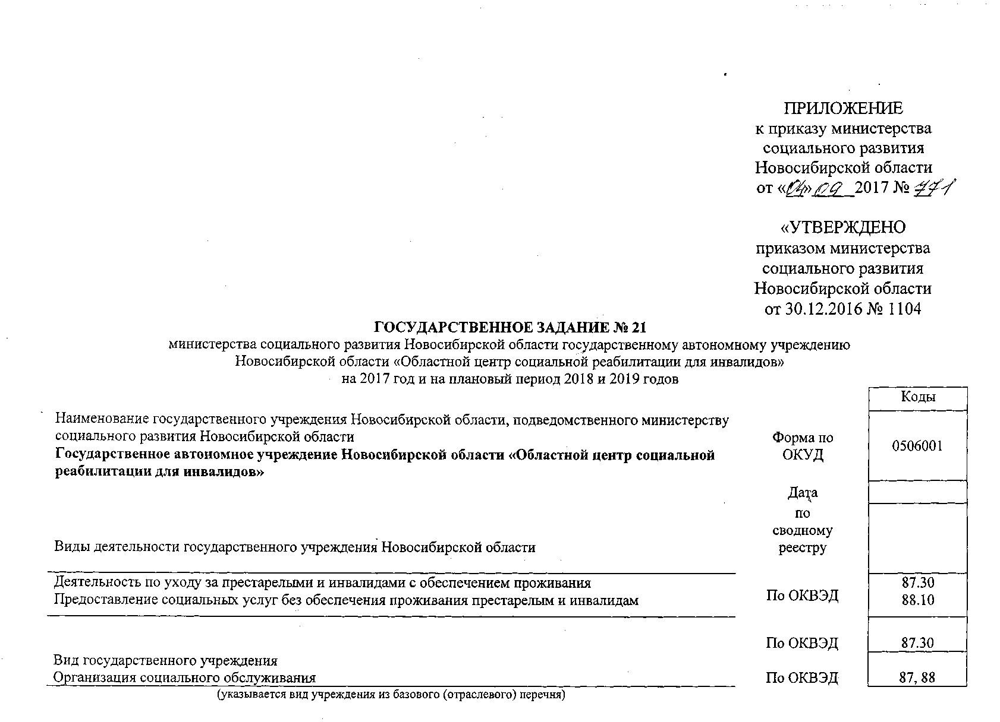 ПРИЛОЖЕНИЕ
к приказу министерства
социального развития
Новосибирской области
от «04» 09 2017 № 771
«УТВЕРЖДЕНО
приказом министерства
социального развития
Новосибирской области
от 30.12.2016 № 1104
ГОСУДАРСТВЕННОЕ ЗАДАНИЕ № 21
министерства социального развития Новосибирской области государственному автономному учреждению
Новосибирской области «Областной центр социальной реабилитации для инвалидов»
на 2017 год и на плановый период 2018 и 2019 годов
Коды
Наименование государственного учреждения Новосибирской области, подведомственного министерству
социального развития Новосибирской области
Государственное автономное учреждение Новосибирской области «Областной центр социальной
реабилитации для инвалидов»
Форма по
ОКУД
0506001
Дата
по
сводному
реестру
Виды деятельности государственного учреждения Новосибирской области
Деятельность по уходу за престарелыми и инвалидами с обеспечением проживания
Предоставление социальных услуг без обеспечения проживания престарелым и инвалидам
По ОКВЭД
87.30
88.10
По ОКВЭД
87.30
Вид государственного учреждения
Организация социального обслуживания
По ОКВЭД
87, 88
(указывается вид учреждения из базового (отраслевого) перечня)